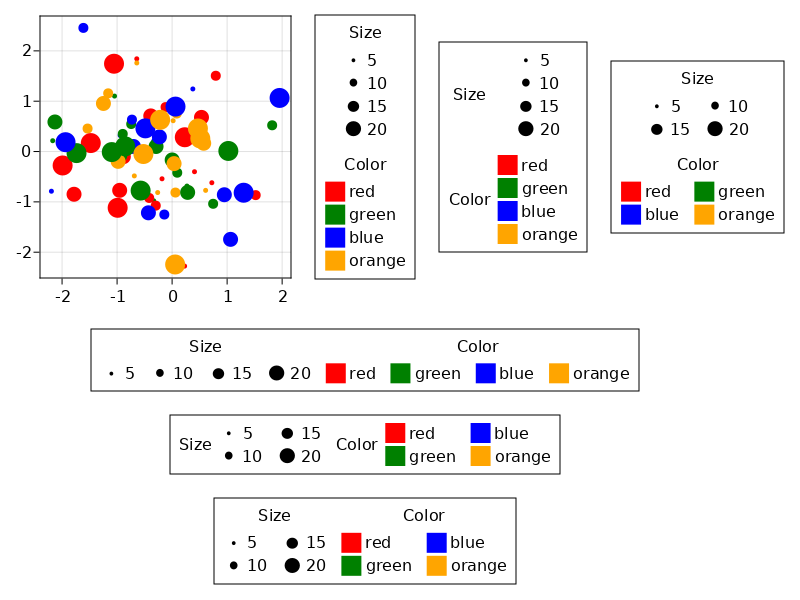 2
1
0
-1
-2
-2 -1 0 1 2
Size
5
10
15
20
Color
red
green
blue
orange
Size
5
10
15
20
Color
red
green
blue
orange
Size
5 10
15 20
Color
red green
blue orange
Size Color
5 10 15 20 red green blue orange
Size 5 15 Color red blue
10 20 green orange
Size Color
5 15 red blue
10 20 green orange